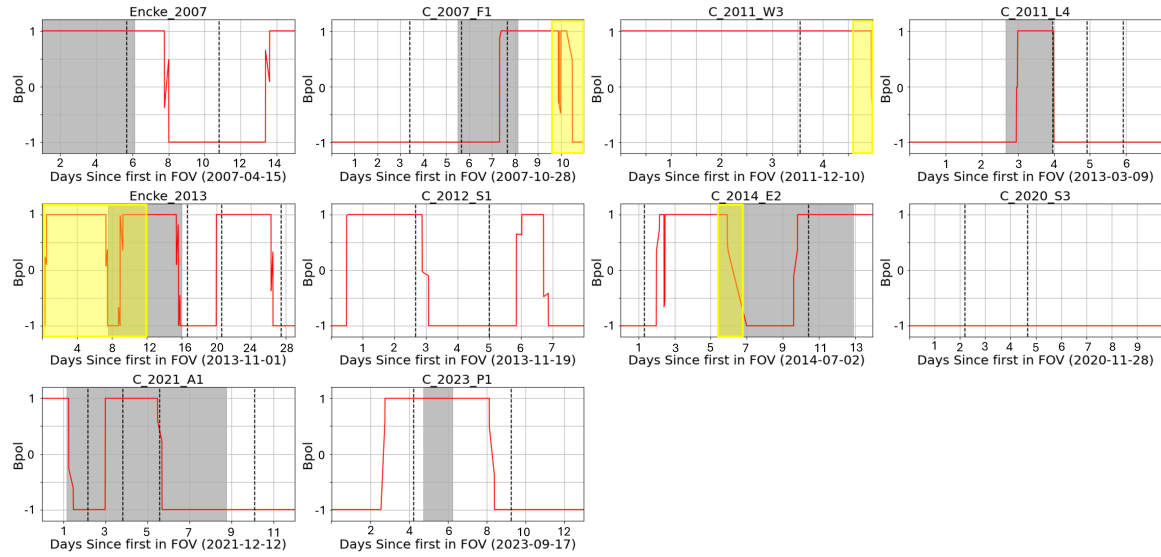 Encke_2007
C_2007_F1
C_2011_W3
C_2011_L4
Bpol
1
0
-1
2 4 6 8 10 12 14
Days Since first in FOV (2007-04-15)
Bpol
1
0
-1
1 2 3 4 5 6 7 8 9 10
Days Since first in FOV (2007-10-28)
Bpol
1
0
-1
1 2 3 4
Days Since first in FOV (2011-12-10)
Bpol
1
0
-1
1 2 3 4 5 6
Days Since first in FOV (2013-03-09)
Encke_2013
C_2012_S1
C_2014_E2
C_2020_S3
Bpol
1
0
-1
4 8 12 16 20 24 28
Days Since first in FOV (2013-11-01)
Bpol
1
0
-1
1 2 3 4 5 6 7
Days Since first in FOV (2013-11-19)
Bpol
1
0
-1
1 3 5 7 9 11 13
Days Since first in FOV (2014-07-02)
Bpol
1
0
-1
1 2 3 4 5 6 7 8 9
Days Since first in FOV (2020-11-28)
C_2021_A1
C_2023_P1
Bpol
1
0
-1
1 3 5 7 9 11
Days Since first in FOV (2021-12-12)
Bpol
1
0
-1
2 4 6 8 10 12
Days Since first in FOV (2023-09-17)